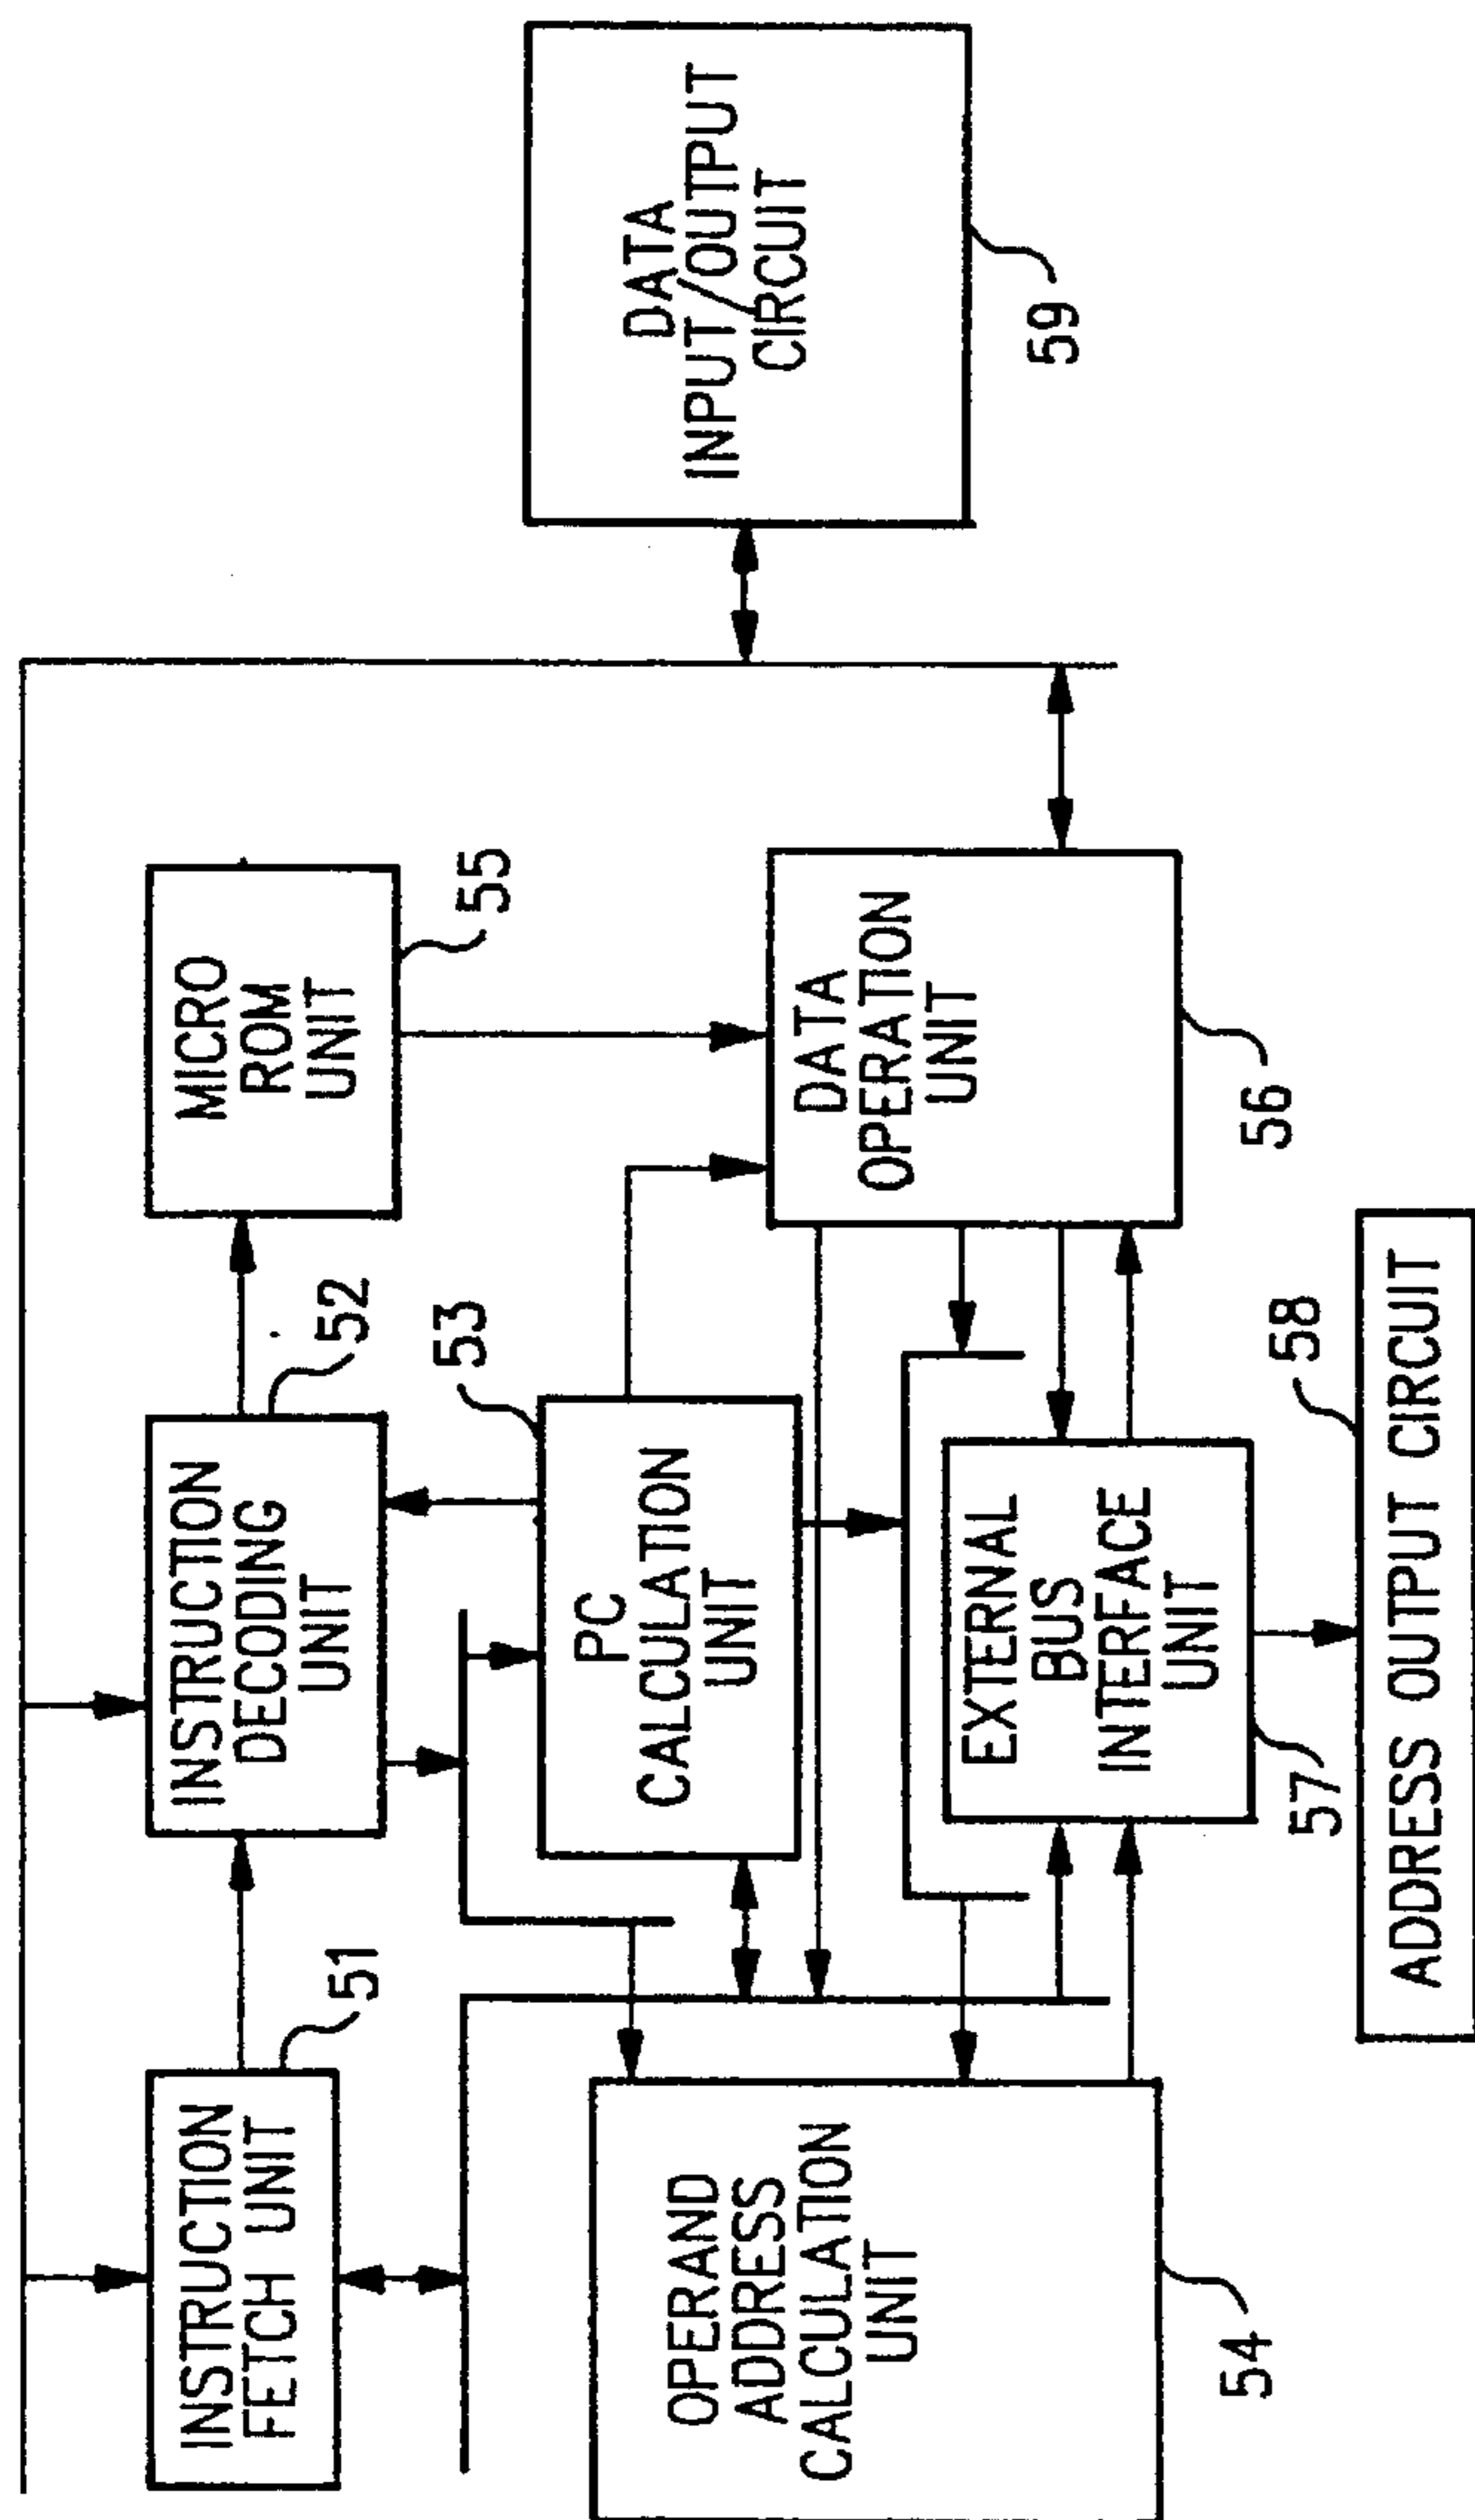 INSTRUCTION
FETCH UNIT
51
INSTRUCTION
DECODING
UNIT
52
MICRO
ROM
UNIT
55
PC
CALCULATION
UNIT
53
OPERAND
ADDRESS
CALCULATION
UNIT
54
DATA
OPERATION
UNIT
56
EXTERNAL
BUS
INTERFACE
UNIT
57
ADDRESS OUTPUT CIRCUIT
58
DATA
INPUT/OUTPUT
CIRCUIT
59